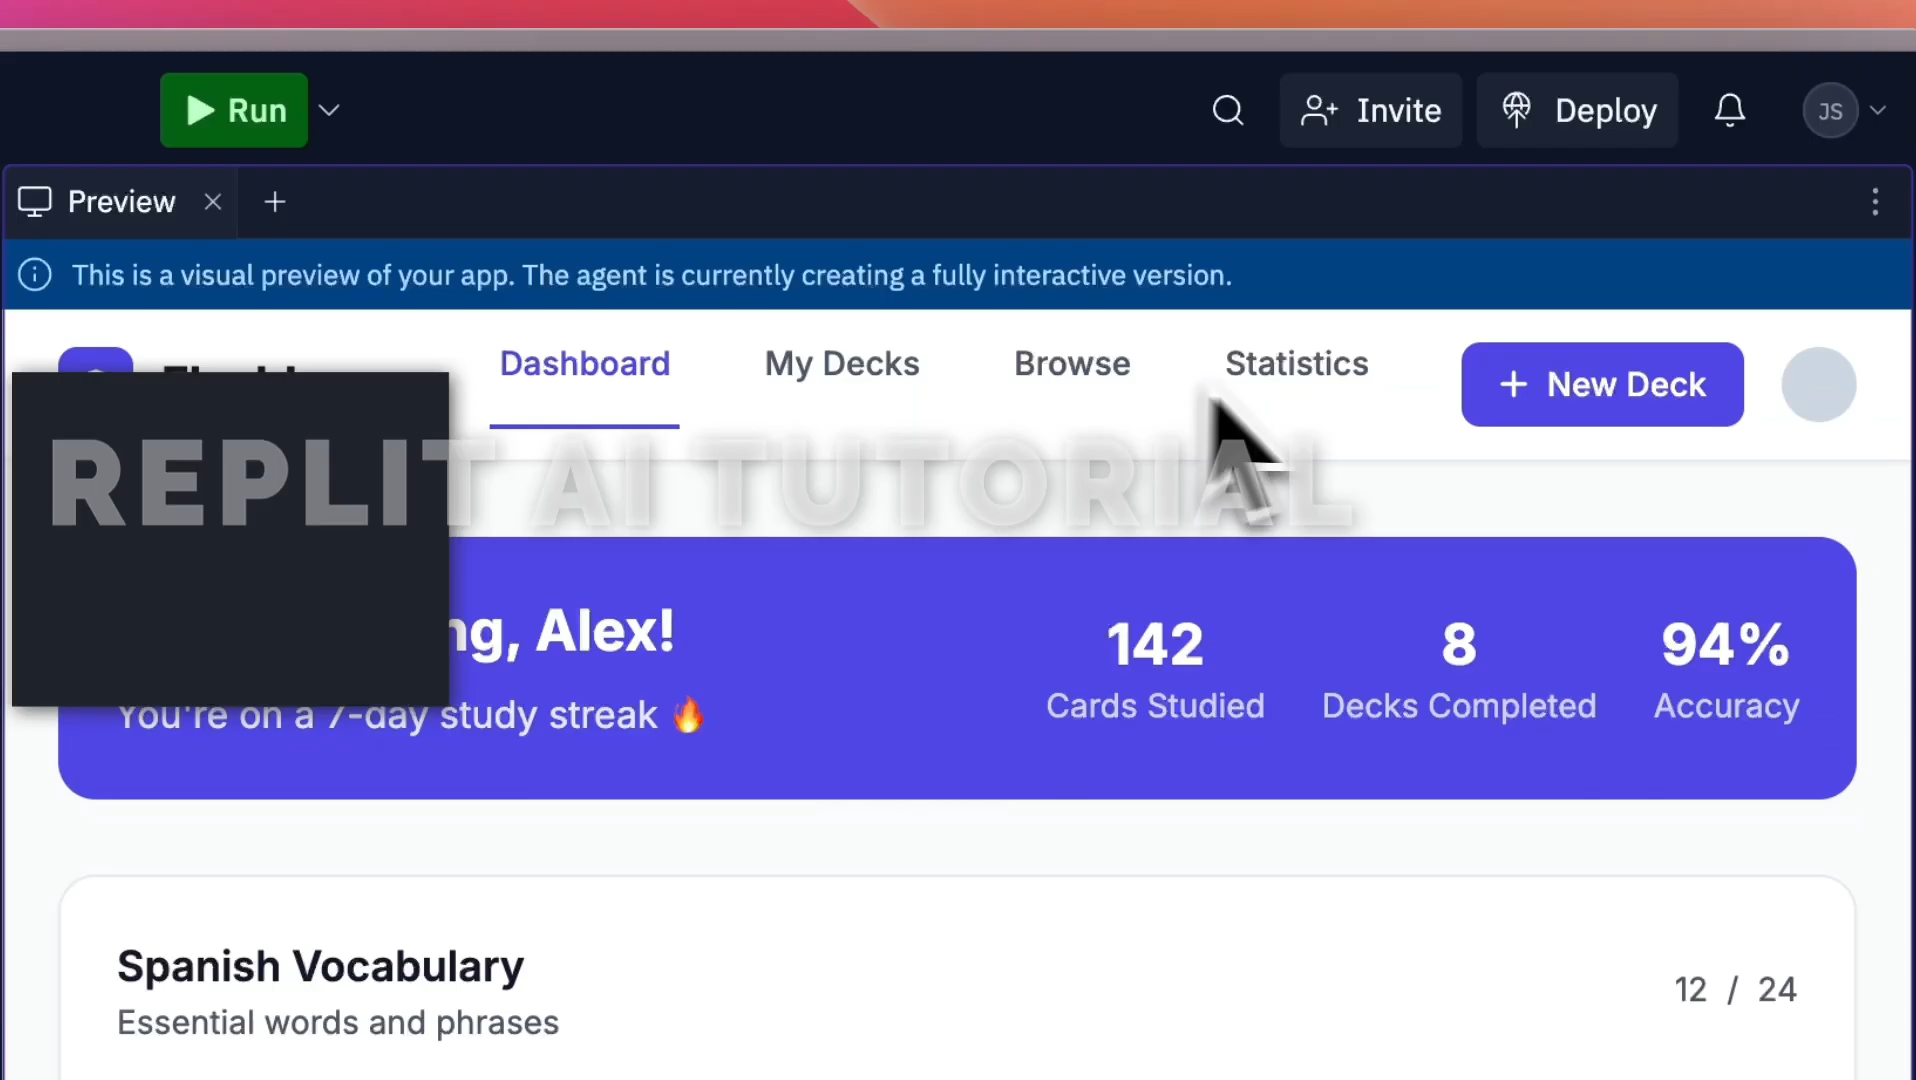 Run
Invite
Deploy
JS
Preview
This is a visual preview of your app. The agent is currently creating a fully interactive version.
Dashboard
My Decks
Browse
Statistics
+ New Deck
REPLIT AI TUTORIAL
Alex!
142
Cards Studied
8
Decks Completed
94%
Accuracy
You're on a 7-day study streak 🔥
Spanish Vocabulary
Essential words and phrases
12 / 24